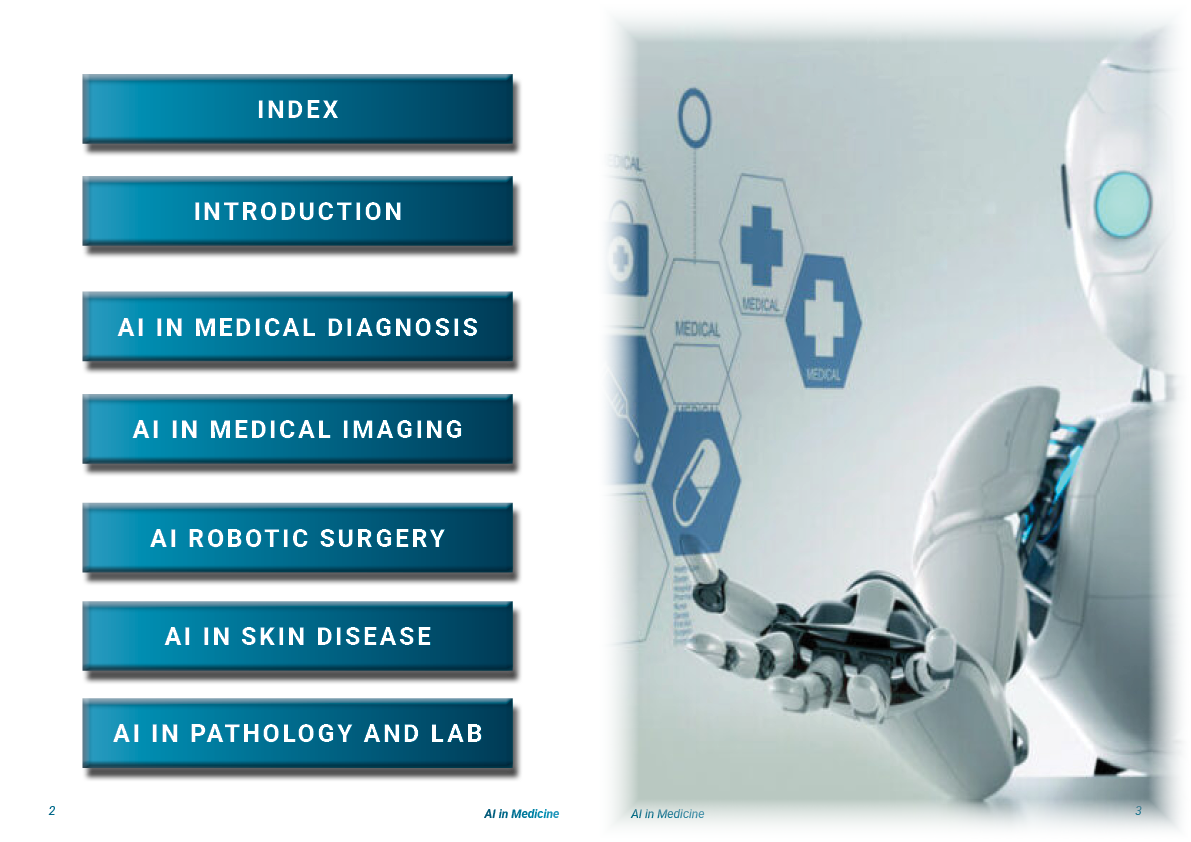 INDEX
INTRODUCTION
AI IN MEDICAL DIAGNOSIS
AI IN MEDICAL IMAGING
AI ROBOTIC SURGERY
AI IN SKIN DISEASE
AI IN PATHOLOGY AND LAB
2
AI in Medicine
EDICAL
MEDICAL
MEDICAL
MEDICAL
MEDICAL
AI in Medicine
3